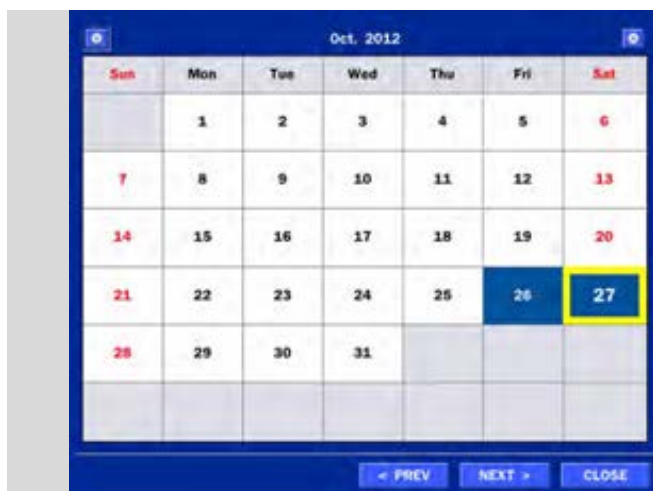 Oct. 2012
Sun Mon Tue Wed Thu Fri Sat
1 2 3 4 5 6
7 8 9 10 11 12 13
14 15 16 17 18 19 20
21 22 23 24 25 26 27
28 29 30 31
< PREV NEXT > CLOSE